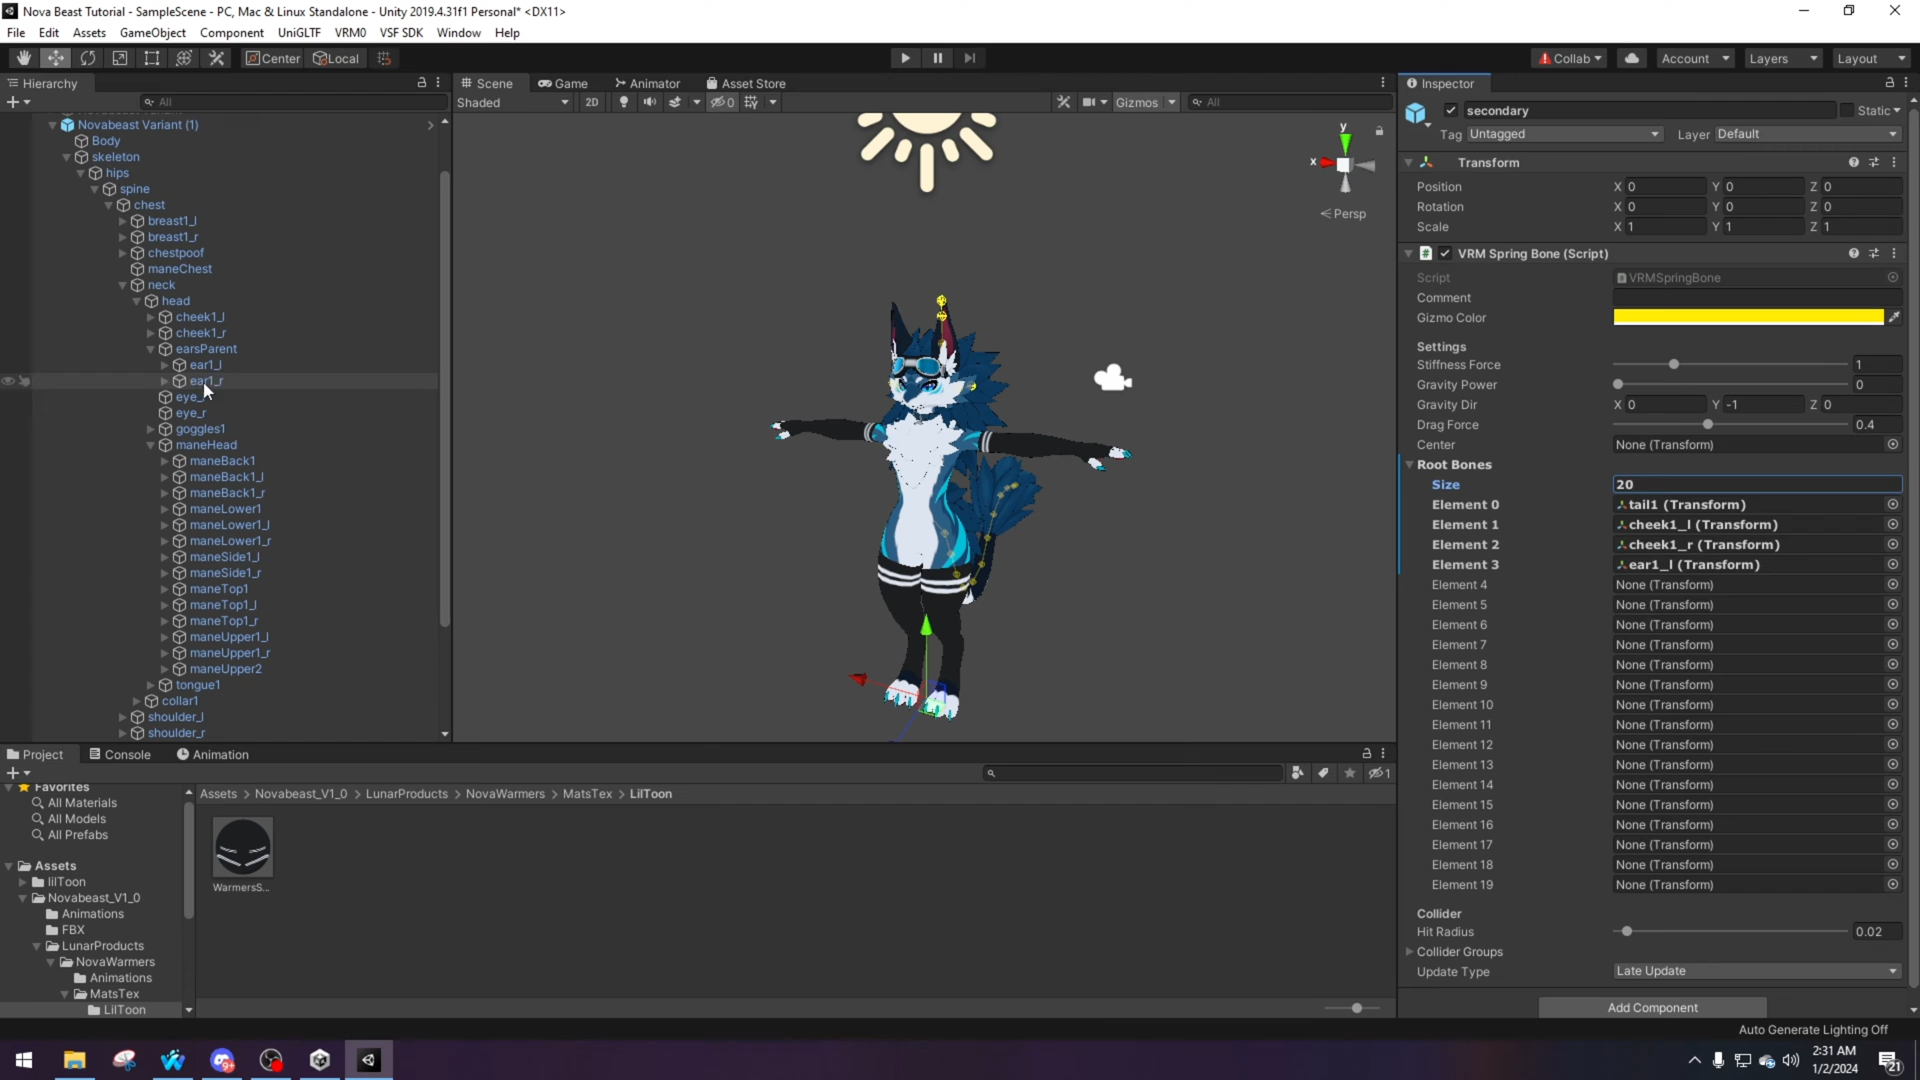 Nova Beast Tutorial - SampleScene - PC, Mac & Linux Standalone - Unity 2019.4.31f1 Personal* <DX11>
File Edit Assets GameObject Component UniGLTF VRM0 VSF SDK Window Help
Center Local Collab Account Layers Layout
Hierarchy
All
Novabeast Variant (1)
Body
skeleton
hips
spine
chest
breast1_l
breast1_r
chestpoof
maneChest
neck
head
cheek1_l
cheek1_r
earsParent
ear1_l
ear1_r
eye_r
goggles1
maneHead
maneBack1
maneBack1_l
maneBack1_r
maneLower1
maneLower1_l
maneLower1_r
maneSide1_l
maneSide1_r
maneTop1
maneTop1_l
maneTop1_r
maneUpper1_l
maneUpper1_r
maneUpper2
tongue1
collar1
shoulder_l
shoulder_r
Scene Game Animator Asset Store
Shaded 2D 0 Gizmos All
y
x
Persp
Inspector
secondary Static
Tag Untagged Layer Default
Transform
Position X 0 Y 0 Z 0
Rotation X 0 Y 0 Z 0
Scale X 1 Y 1 Z 1
VRM Spring Bone (Script)
Script VRMSpringBone
Comment
Gizmo Color
Settings
Stiffness Force 1
Gravity Power 0
Gravity Dir X 0 Y -1 Z 0
Drag Force 0.4
Center None (Transform)
Root Bones
Size 20
Element 0 tail1 (Transform)
Element 1 cheek1_l (Transform)
Element 2 cheek1_r (Transform)
Element 3 ear1_l (Transform)
Element 4 None (Transform)
Element 5 None (Transform)
Element 6 None (Transform)
Element 7 None (Transform)
Element 8 None (Transform)
Element 9 None (Transform)
Element 10 None (Transform)
Element 11 None (Transform)
Element 12 None (Transform)
Element 13 None (Transform)
Element 14 None (Transform)
Element 15 None (Transform)
Element 16 None (Transform)
Element 17 None (Transform)
Element 18 None (Transform)
Element 19 None (Transform)
Collider
Hit Radius 0.02
Collider Groups
Update Type Late Update
Add Component
Auto Generate Lighting Off
Project Console Animation
1
Favorites
All Materials
All Models
All Prefabs
Assets
lilToon
Novabeast_V1_0
Animations
FBX
LunarProducts
NovaWarmers
Animations
MatsTex
LilToon
Assets > Novabeast_V1_0 > LunarProducts > NovaWarmers > MatsTex > LilToon
WarmersS...
9+
2:31 AM
1/2/2024
21